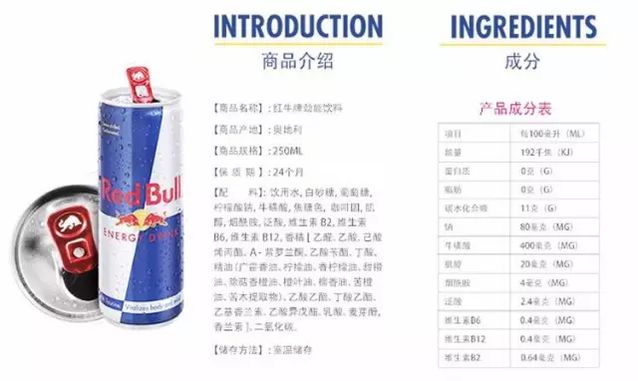 INTRODUCTION
商品介绍
【商品名称】: 红牛牌劲能饮料
【商品产地】: 奥地利
【商品规格】: 250ML
【保 质 期】: 24个月
【配 料】: 饮用水, 白砂糖, 葡萄糖,
柠檬酸钠, 牛磺酸, 焦糖色, 咖啡因, 肌
醇, 烟酰胺, 泛酸, 维生素 B2, 维生素
B6, 维生素 B12, 香精 [ 乙醛、乙酸、己酸
烯丙酯、A - 紫罗兰酮、乙酸苄酯、丁酸、
精油 (广藿香油、柠檬油、香柠檬油、甜橙
油、除萜香橙油、橙叶油、柳香油、苦橙
油、苦木提取物)、乙酸乙酯、丁酸乙酯、
乙基香兰素、乙酸异戊酯、乳酸、麦芽酚、
香兰素 ]、二氧化碳。
【储存方法】: 室温储存
Red Bull
ENERGY DRINK
Vitalizes body and mind
INGREDIENTS
成分
产品成分表
项目 每100毫升 (ML)
能量 192千焦 (KJ)
蛋白质 0克 (G)
脂肪 0克 (G)
碳水化合物 11克 (G)
钠 80毫克 (MG)
牛磺酸 400毫克 (MG)
肌醇 20毫克 (MG)
烟酰胺 4毫克 (MG)
泛酸 2.4毫克 (MG)
维生素B6 0.4毫克 (MG)
维生素B12 0.4毫克 (MG)
维生素B2 0.64毫克 (MG)